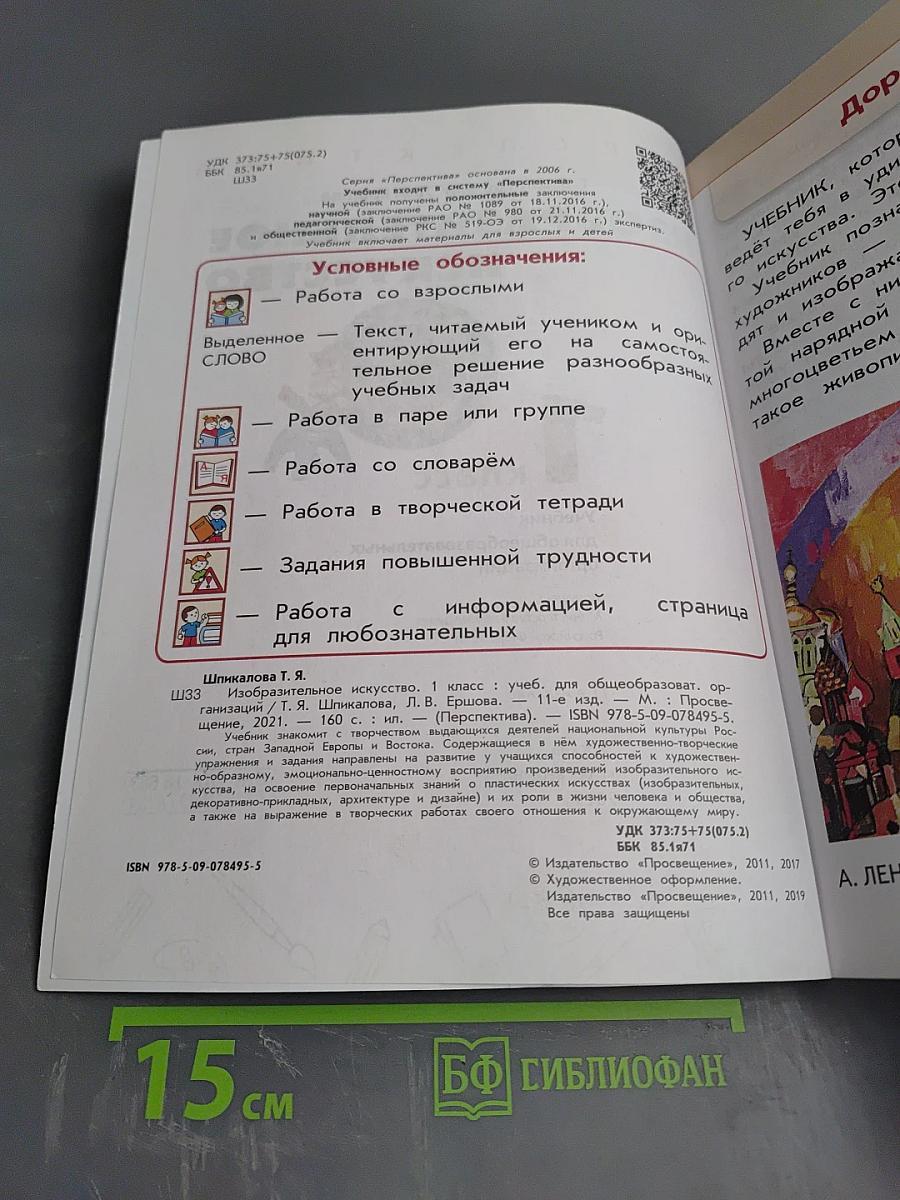 УДК 373:75+75(075.2)
ББК 85.1я71
Ш33
Серия «Перспектива» основана в 2006 г.
Учебник входит в систему «Перспектива»
На учебник получены положительные заключения
научной (заключение РАО № 1089 от 18.11.2016 г.),
педагогической (заключение РАО № 980 от 21.11.2016 г.)
и общественной (заключение РКС № 519-ОЭ от 19.12.2016 г.) экспертиз.
Учебник включает материалы для взрослых и детей
Условные обозначения:
— Работа со взрослыми
Выделенное СЛОВО — Текст, читаемый учеником и ори-
ентирующий его на самостоя-
тельное решение разнообразных
учебных задач
— Работа в паре или группе
А Я
— Работа со словарём
— Работа в творческой тетради
— Задания повышенной трудности
— Работа с информацией, страница
для любознательных
Шпикалова Т. Я.
Ш33 Изобразительное искусство. 1 класс : учеб. для общеобразоват. ор-
ганизаций / Т. Я. Шпикалова, Л. В. Ершова. — 11-е изд. — М. : Просве-
щение, 2021. — 160 с. : ил. — (Перспектива). — ISBN 978-5-09-078495-5.
Учебник знакомит с творчеством выдающихся деятелей национальной культуры Рос-
сии, стран Западной Европы и Востока. Содержащиеся в нём художественно-творческие
упражнения и задания направлены на развитие у учащихся способностей к художествен-
но-образному, эмоционально-ценностному восприятию произведений изобразительного ис-
кусства, на освоение первоначальных знаний о пластических искусствах (изобразительных,
декоративно-прикладных, архитектуре и дизайне) и их роли в жизни человека и общества,
а также на выражение в творческих работах своего отношения к окружающему миру.
УДК 373:75+75(075.2)
ББК 85.1я71
ISBN 978-5-09-078495-5
© Издательство «Просвещение», 2011, 2017
© Художественное оформление.
Издательство «Просвещение», 2011, 2019
Все права защищены
Дор
УЧЕБНИК, котор
ведёт тебя в уди
го искусства. Это
Учебник позна
художников —
дят и изобража
Вместе с ни
той нарядной
многоцветьем
такое живопи
А. ЛЕН
15 см
БФ БИБЛИОФАН